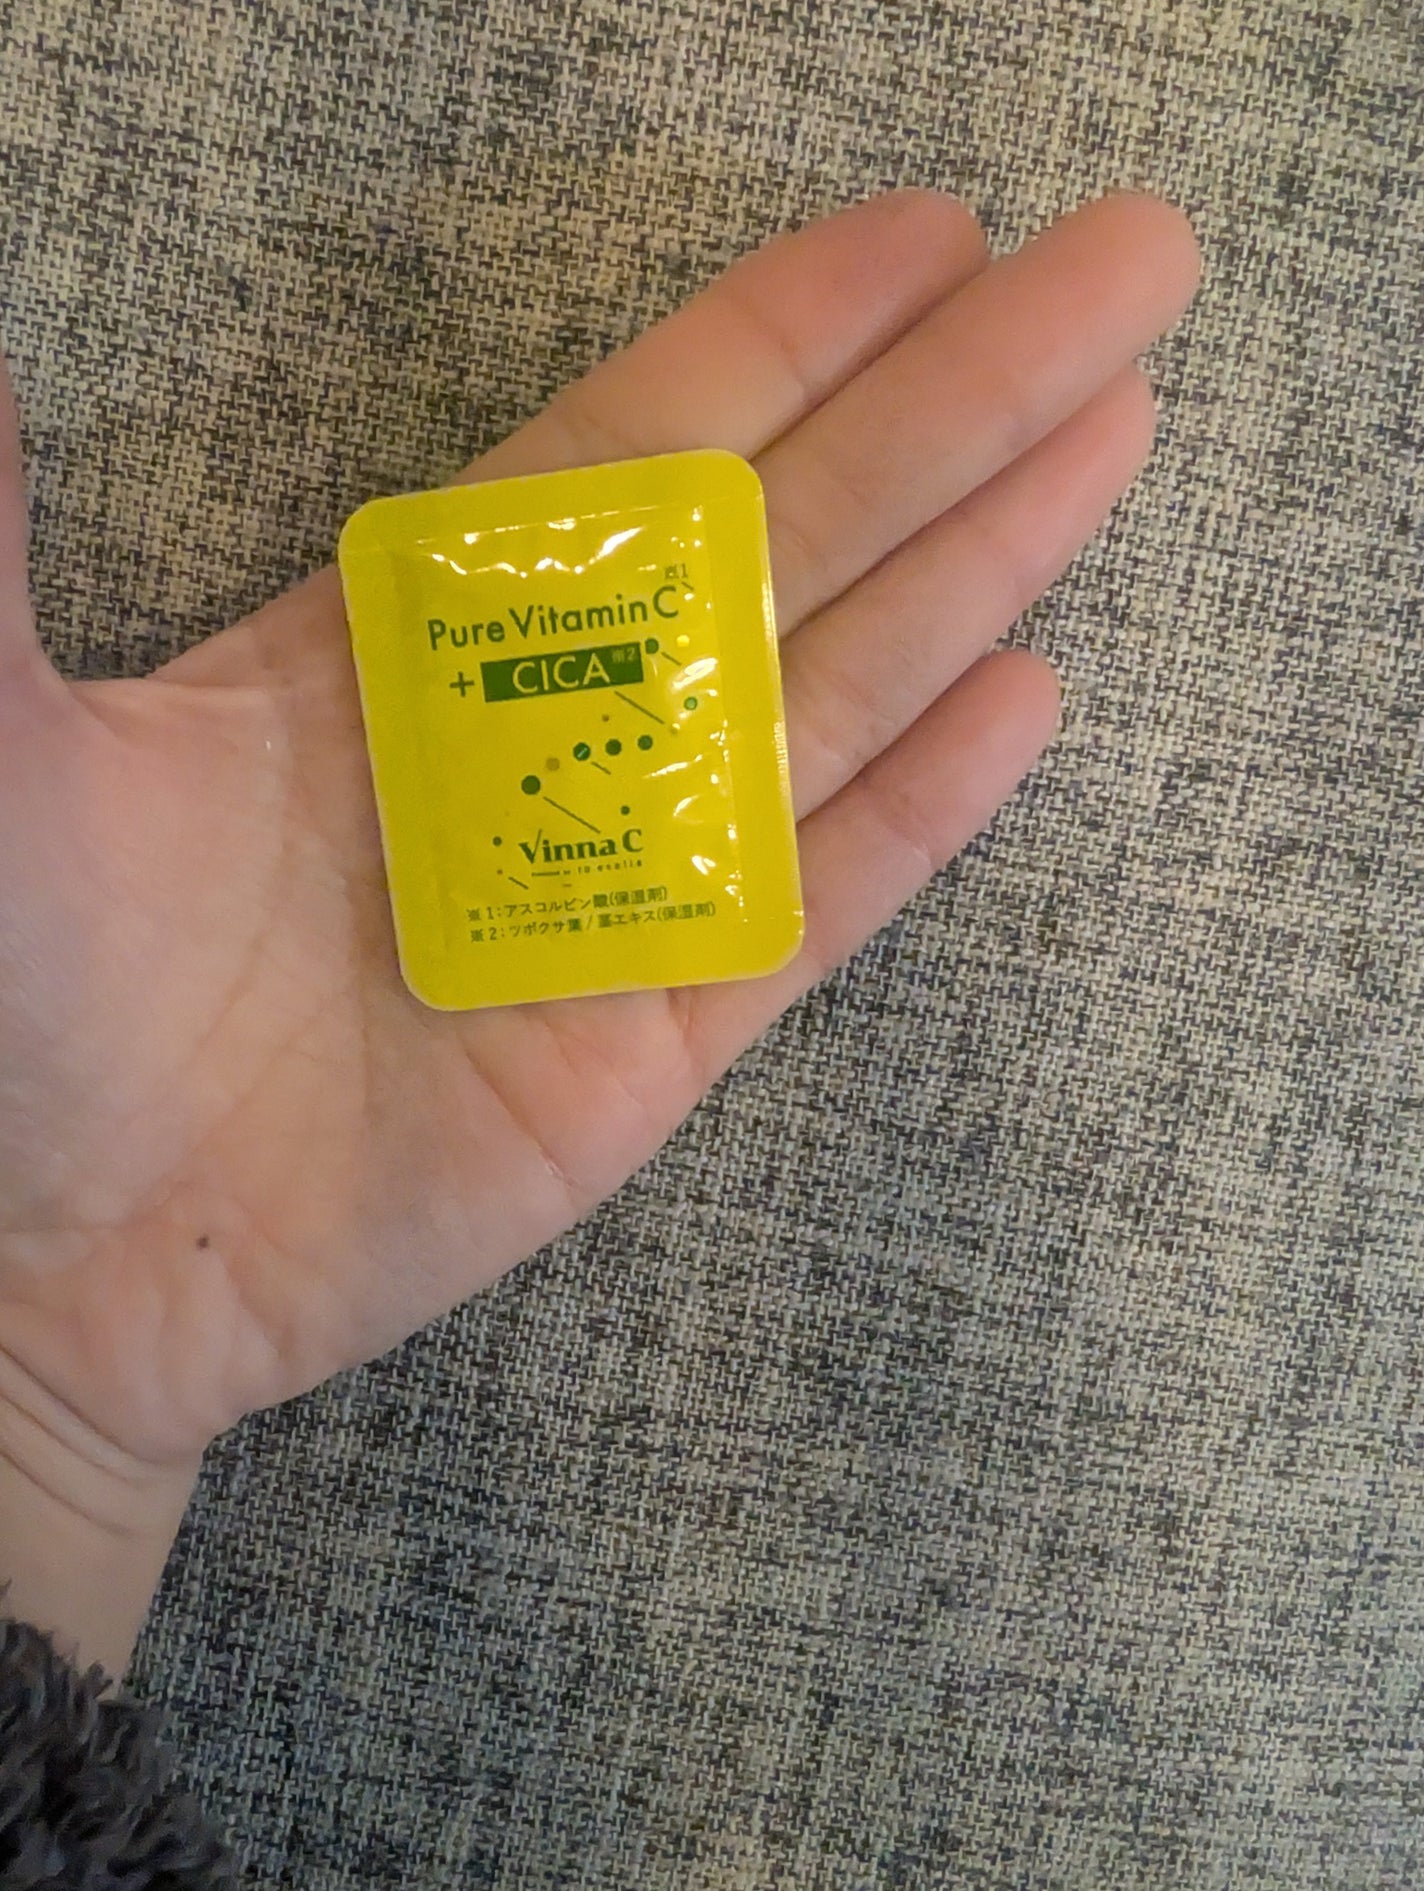 Pure Vitamin C ※1
+ CICA ※2
Vinna C
※1:アスコルビン酸(保湿剤)
※2:ツボクサ葉/茎エキス(保湿剤)